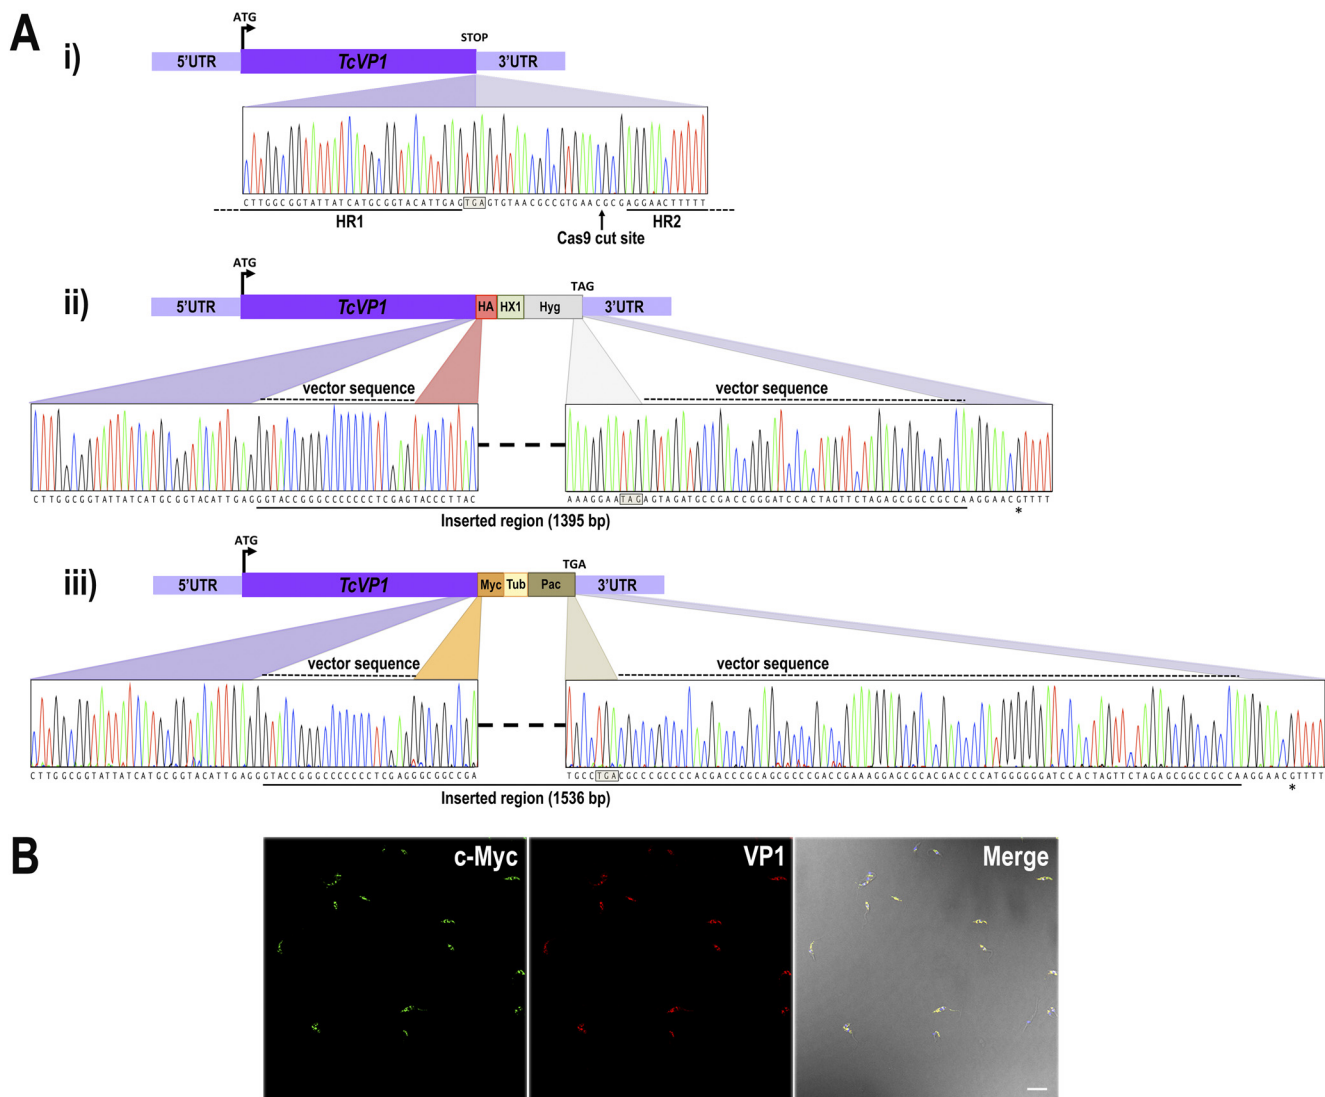 A
i)
ATG
STOP
5'UTR TcVP1 3'UTR
CTTGGCGGTATTATCATGCGGTACATTGAGTGAGTGTAACGCCGTGAACGCGAGGAACTTTTT
HR1 HR2
Cas9 cut site
ii)
ATG
TAG
5'UTR TcVP1 HA HX1 Hyg 3'UTR
vector sequence vector sequence
CTTGGCGGTATTATCATGCGGTACATTGAGGGTACCGGGCCCCCCCTCGAGTACCCTTAC AAAGGAATAGAGTAGATGCCGACCGGGATCCACTAGTTCTAGAGCGGCCGCCAAGGAACGTTTT
*
Inserted region (1395 bp)
iii)
ATG
TGA
5'UTR TcVP1 Myc Tub Pac 3'UTR
vector sequence vector sequence
CTTGGCGGTATTATCATGCGGTACATTGAGGGTACCGGGCCCCCCCTCGAGGGCGGCCGA TGCCTGACGCCCGCCCCACGACCCGCAGCGCCCGACCGAAAGGAGCGCACGACCCCATGGGGGGATCCACTAGTTCTAGAGCGGCCGCCAAGGAACGTTTT
*
Inserted region (1536 bp)
B
c-Myc VP1 Merge